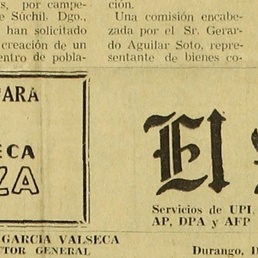 s, por campe-
e Súchil. Dgo.,
han solicitado
creación de un
entro de pobla-
ción.
Una comisión encabe-
zada por el Sr. Gerar-
do Aguilar Soto, repre-
sentante de bienes co-
ARA
ECA
ZA
El
Servicios de UPI,
AP, DPA y AFP
GARCIA VALSECA
CTOR GENERAL
Durango, D